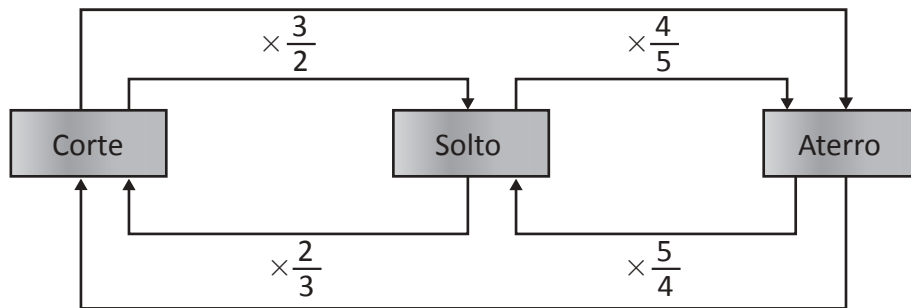 × 3/2
× 4/5
Corte
Solto
Aterro
× 2/3
× 5/4